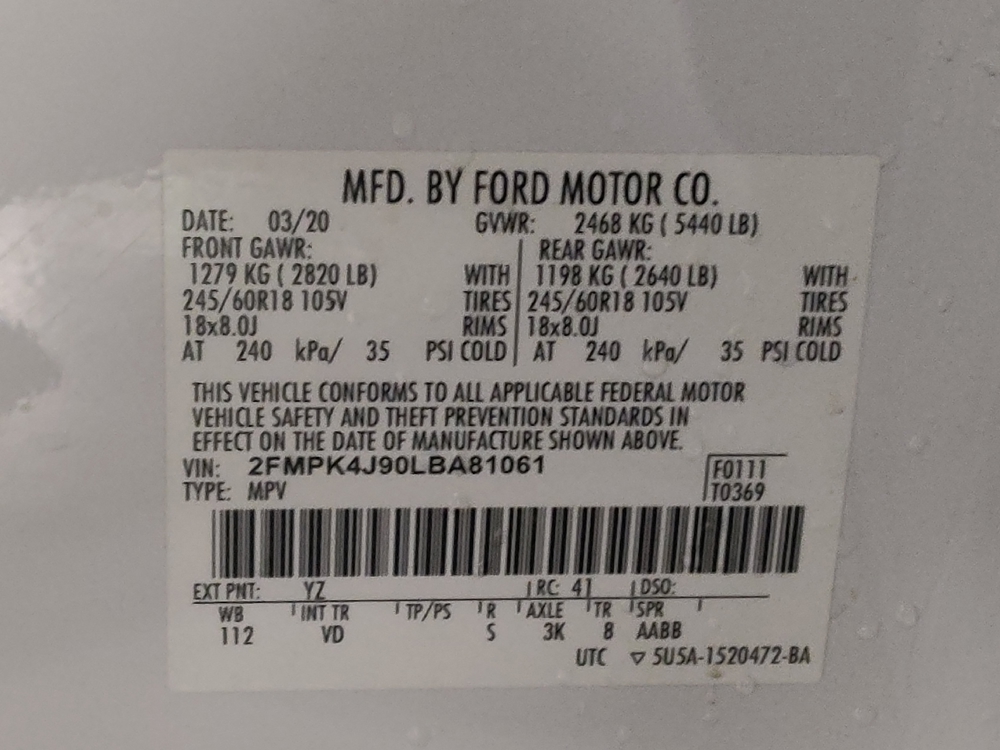 MFD. BY FORD MOTOR CO.
DATE: 03/20 GVWR: 2468 KG ( 5440 LB)
FRONT GAWR: REAR GAWR:
1279 KG ( 2820 LB) WITH 1198 KG ( 2640 LB) WITH
245/60R18 105V TIRES 245/60R18 105V TIRES
18x8.0J RIMS 18x8.0J RIMS
AT 240 kPa/ 35 PSI COLD AT 240 kPa/ 35 PSI COLD
THIS VEHICLE CONFORMS TO ALL APPLICABLE FEDERAL MOTOR
VEHICLE SAFETY AND THEFT PREVENTION STANDARDS IN
EFFECT ON THE DATE OF MANUFACTURE SHOWN ABOVE.
VIN: 2FMPK4J90LBA81061 F0111
TYPE: MPV T0369
EXT PNT: YZ RC: 41 DSO:
WB INT TR TP/PS R AXLE TR SPR
112 VD S 3K 8 AABB
UTC ▽ 5U5A-1520472-BA